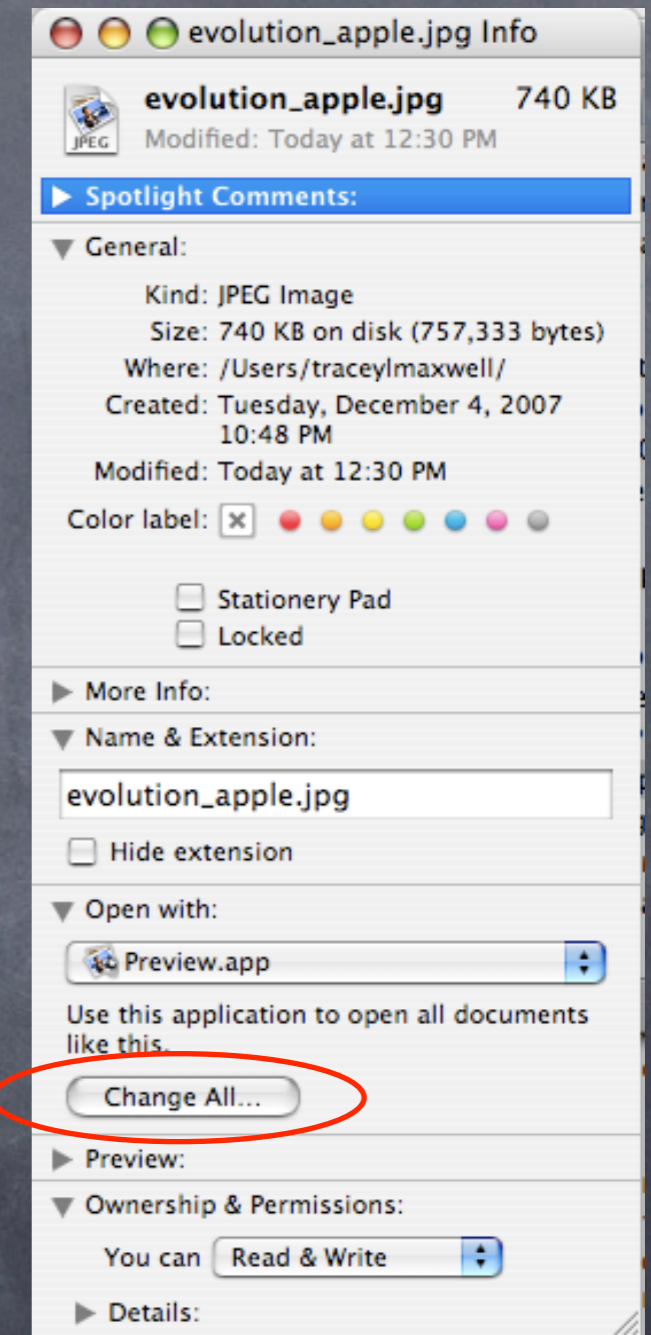 evolution_apple.jpg Info
evolution_apple.jpg 740 KB
JPEG
Modified: Today at 12:30 PM
Spotlight Comments:
General:
Kind: JPEG Image
Size: 740 KB on disk (757,333 bytes)
Where: /Users/traceylmaxwell/
Created: Tuesday, December 4, 2007
10:48 PM
Modified: Today at 12:30 PM
Color label:
Stationery Pad
Locked
More Info:
Name & Extension:
evolution_apple.jpg
Hide extension
Open with:
Preview.app
Use this application to open all documents
like this.
Change All...
Preview:
Ownership & Permissions:
You can Read & Write
Details: